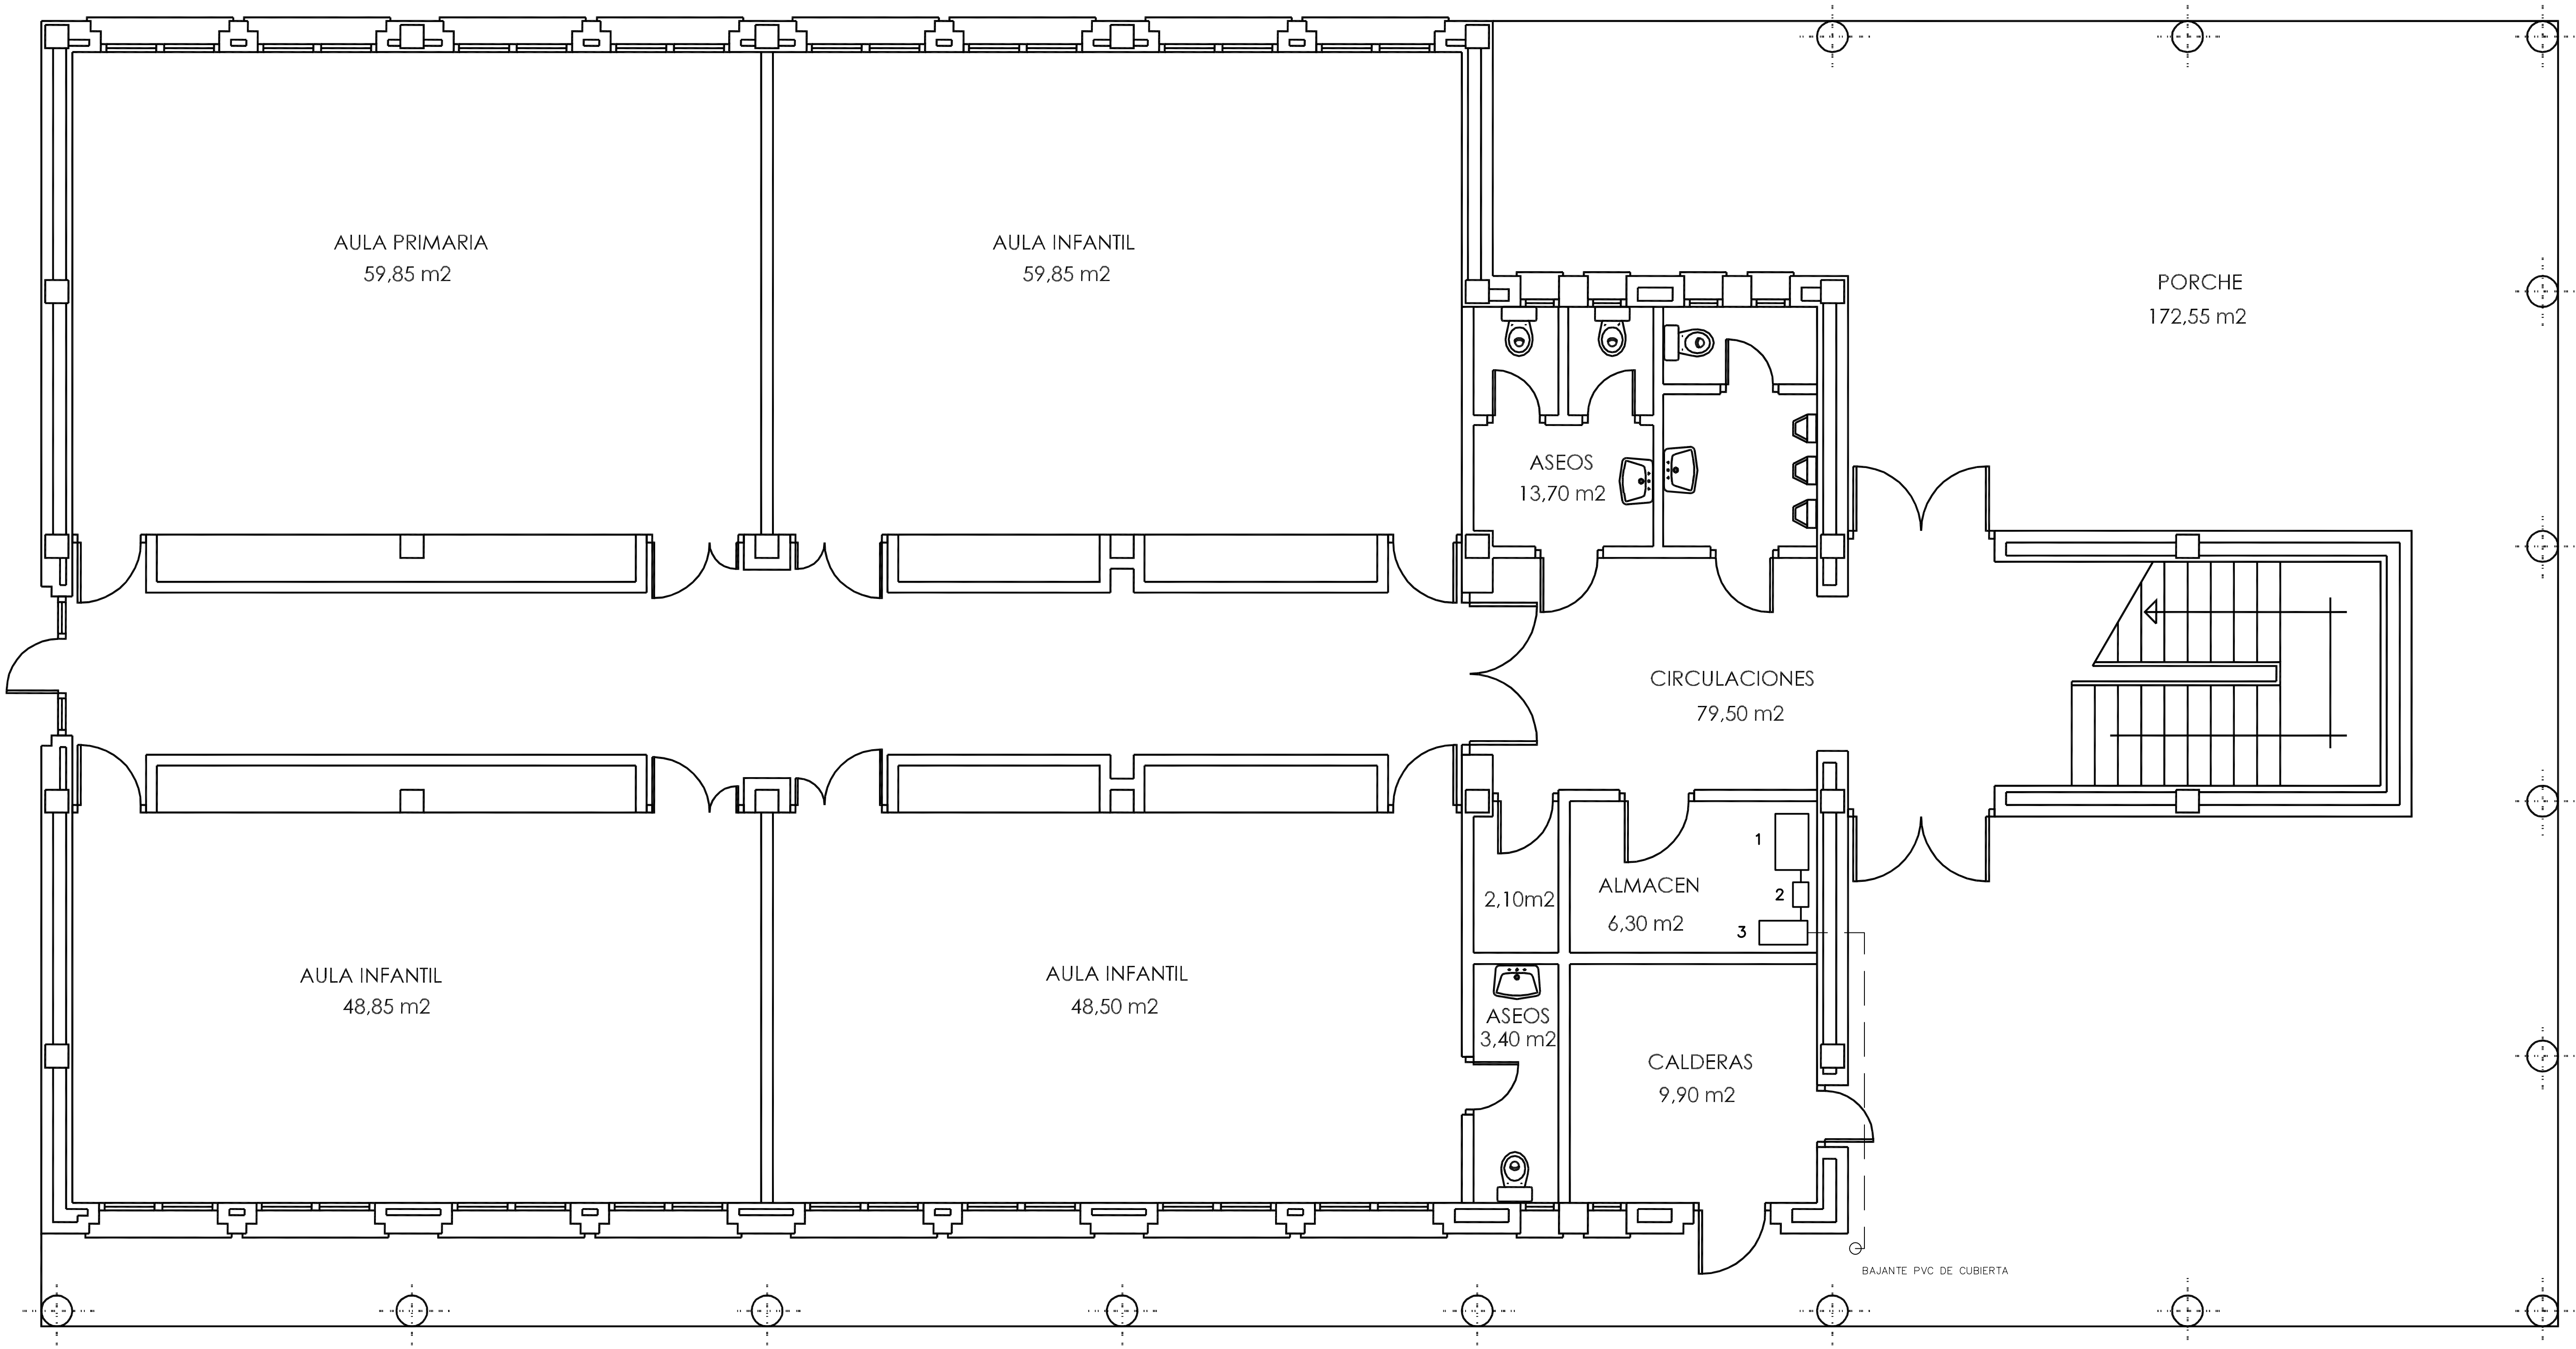 AULA PRIMARIA
59,85 m2
AULA INFANTIL
59,85 m2
PORCHE
172,55 m2
ASEOS
13,70 m2
CIRCULACIONES
79,50 m2
1
2
3
2,10m2
ALMACEN
6,30 m2
AULA INFANTIL
48,85 m2
AULA INFANTIL
48,50 m2
ASEOS
3,40 m2
CALDERAS
9,90 m2
BAJANTE PVC DE CUBIERTA